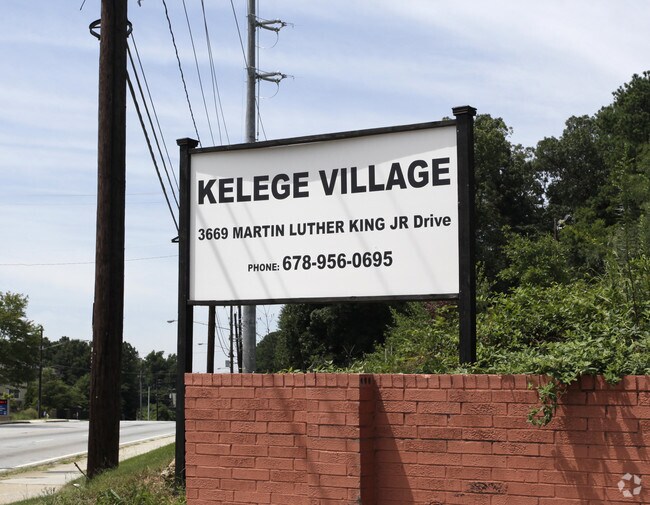 KELEGE VILLAGE
3669 MARTIN LUTHER KING JR Drive
PHONE: 678-956-0695